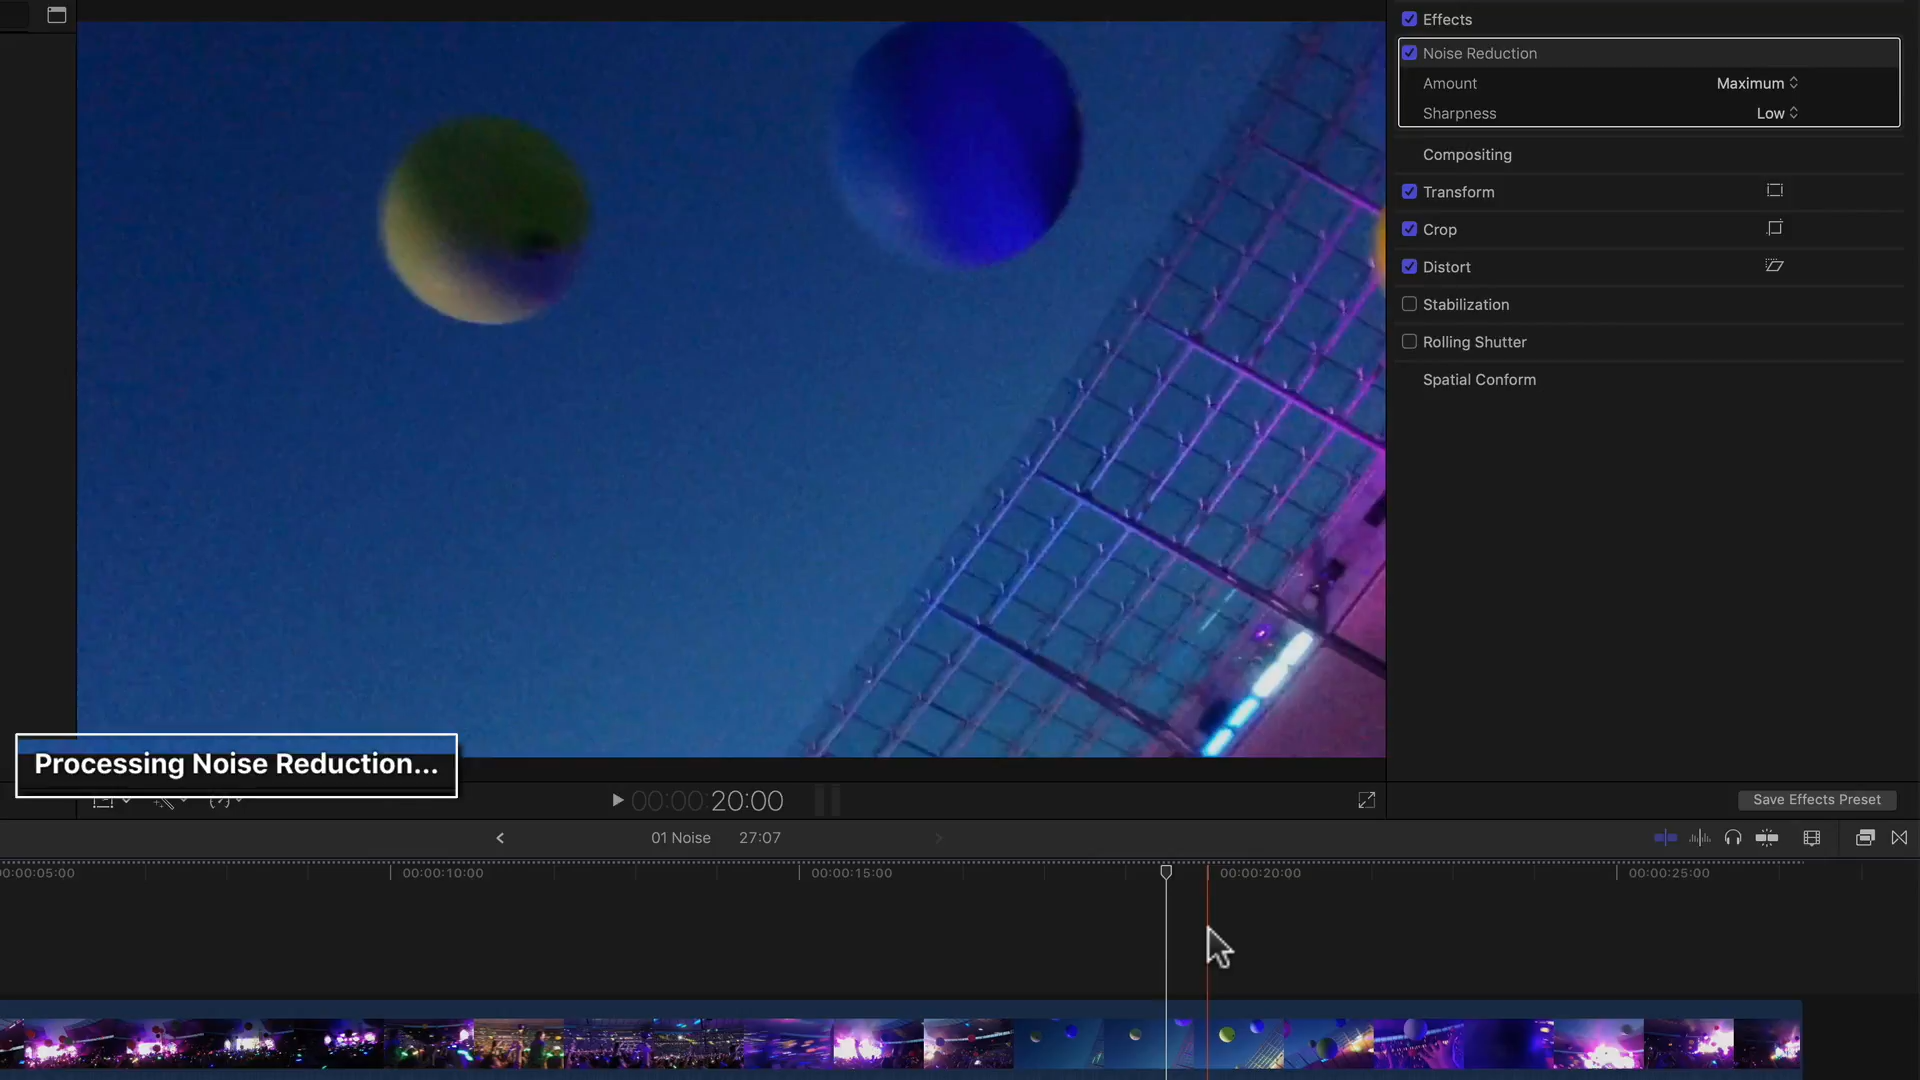 Effects
Noise Reduction
Amount Maximum
Sharpness Low
Compositing
Transform
Crop
Distort
Stabilization
Rolling Shutter
Spatial Conform
Processing Noise Reduction...
00:00:20:00
Save Effects Preset
01 Noise 27:07
0:00:05:00 00:00:10:00 00:00:15:00 00:00:20:00 00:00:25:00